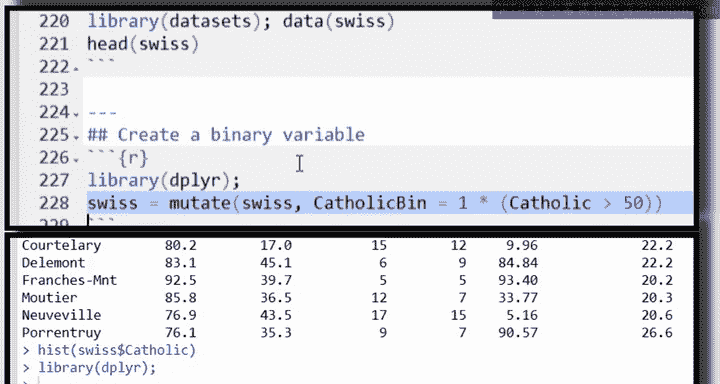 220 library(datasets); data(swiss)
221 head(swiss)
222 ```
223
224 ---
225 ## Create a binary variable
226 ```{r}
227 library(dplyr);
228 swiss = mutate(swiss, CatholicBin = 1 * (Catholic > 50))
229 ```
Courtelary 80.2 17.0 15 12 9.96 22.2
Delemont 83.1 45.1 6 9 84.84 22.2
Franches-Mnt 92.5 39.7 5 5 93.40 20.2
Moutier 85.8 36.5 12 7 33.77 20.3
Neuveville 76.9 43.5 17 15 5.16 20.6
Porrentruy 76.1 35.3 9 7 90.57 26.6
> hist(swiss$Catholic)
> library(dplyr);
>